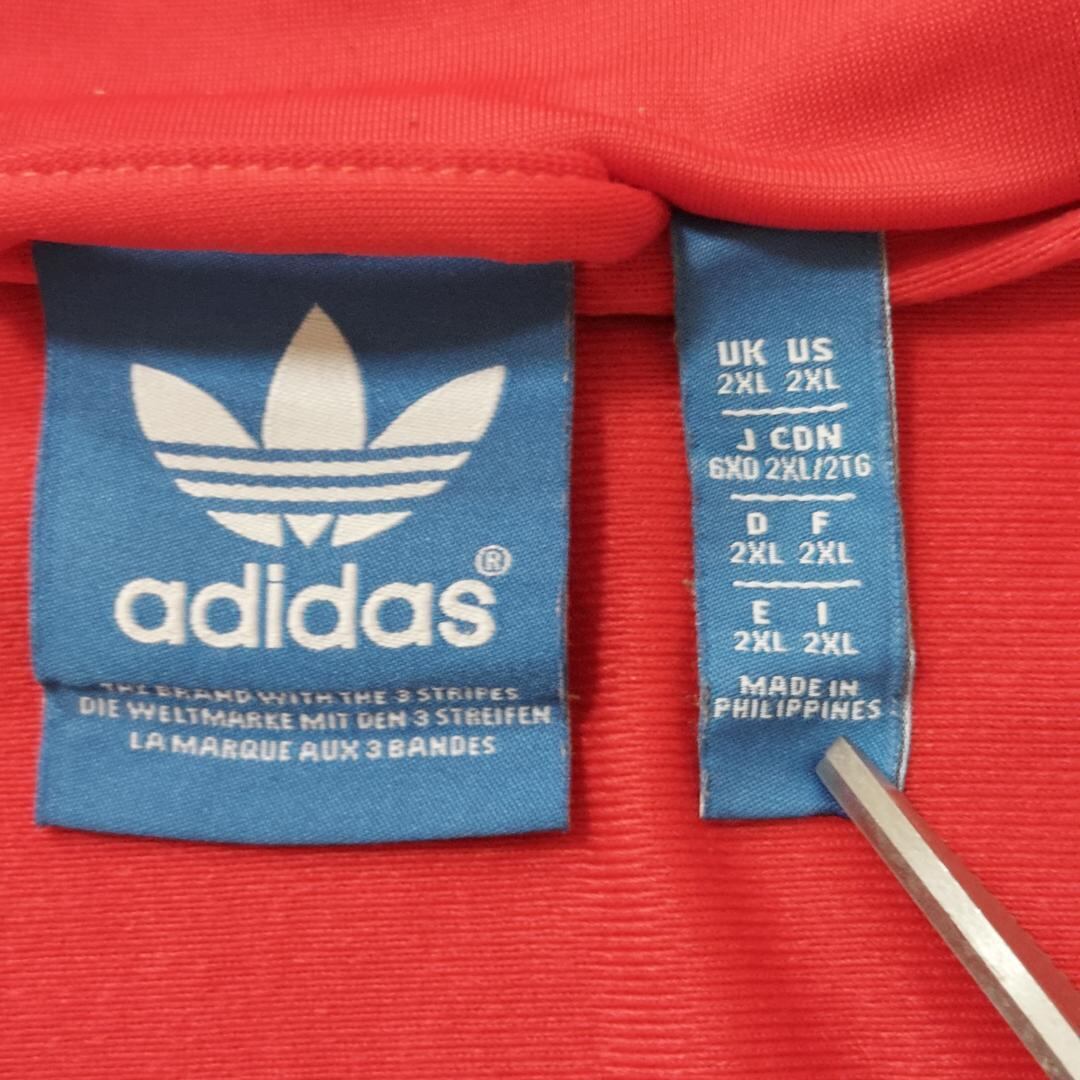 adidas®
THE BRAND WITH THE 3 STRIPES
DIE WELTMARKE MIT DEN 3 STREIFEN
LA MARQUE AUX 3 BANDES
UK US
2XL 2XL
J CDN
6XO 2XL/2TG
D F
2XL 2XL
E I
2XL 2XL
MADE IN
PHILIPPINES